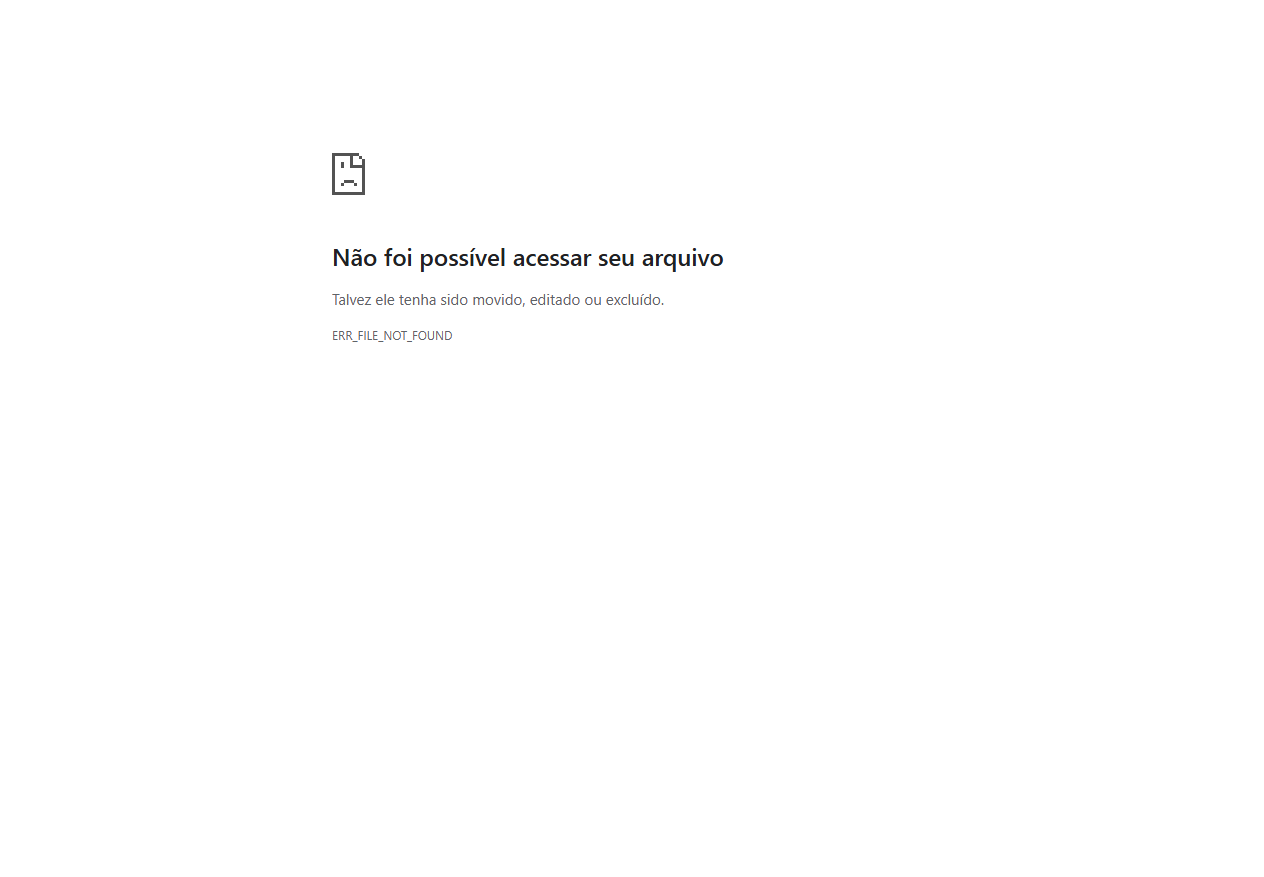 Não foi possível acessar seu arquivo
Talvez ele tenha sido movido, editado ou excluído.
ERR_FILE_NOT_FOUND